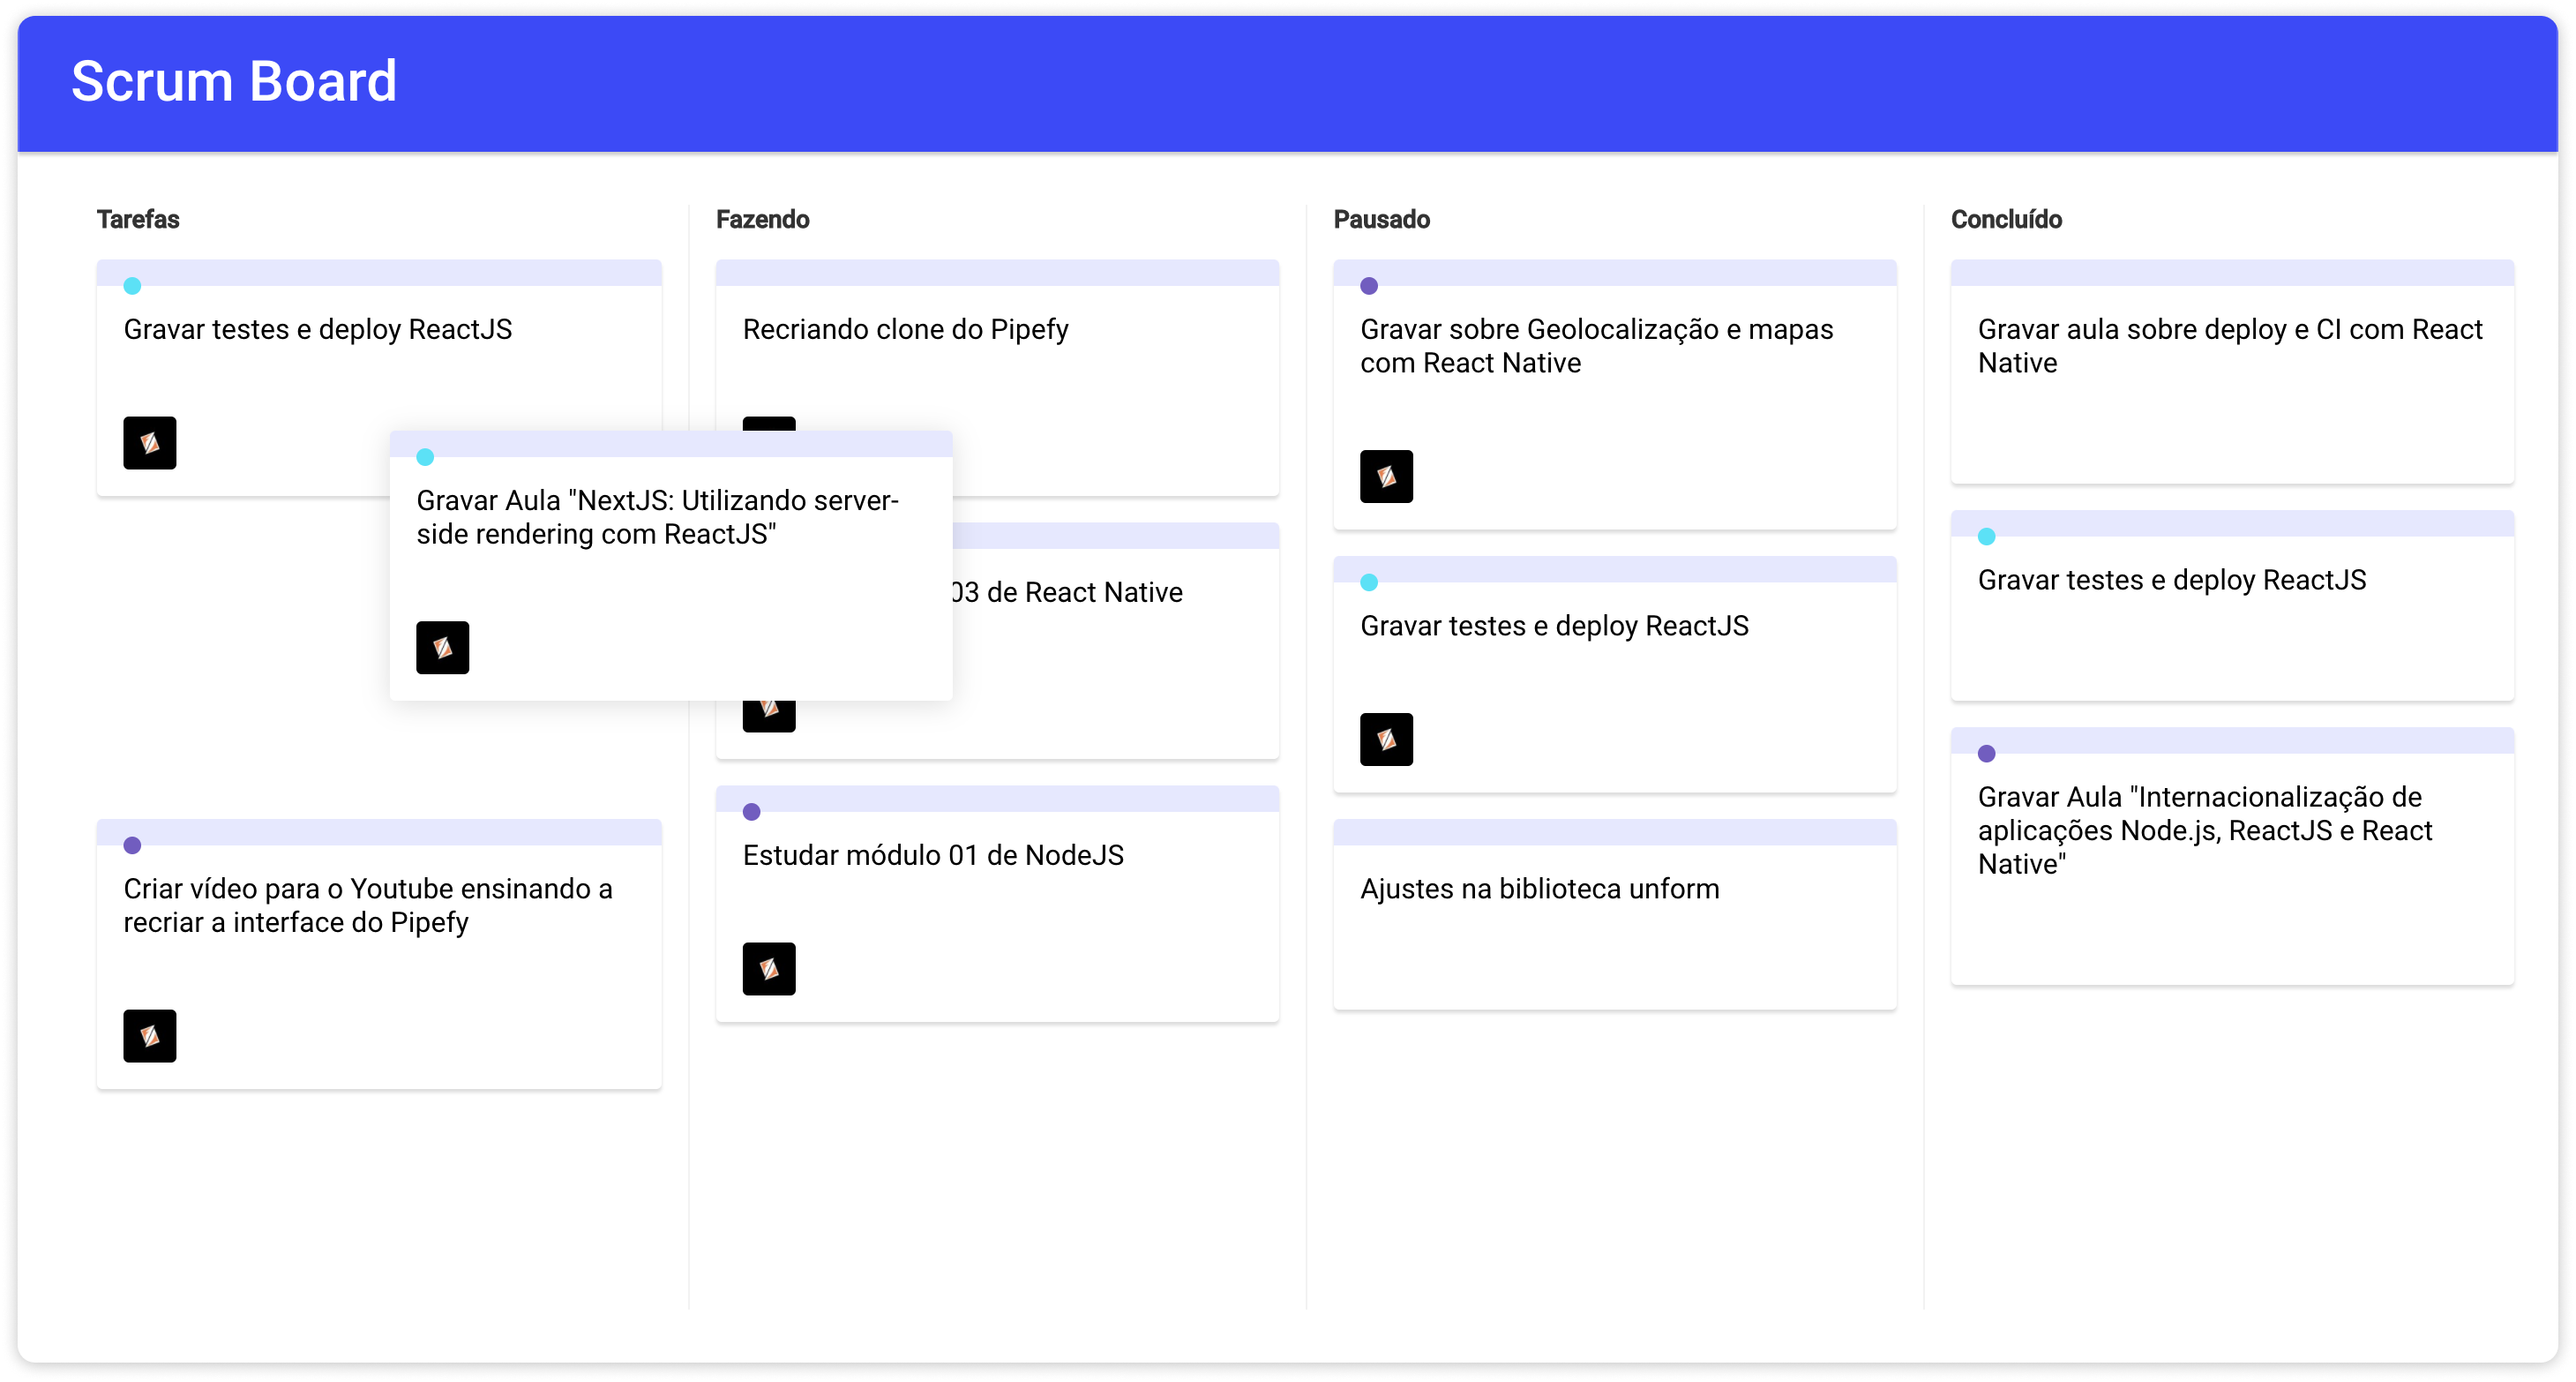 Scrum Board
Tarefas
Gravar testes e deploy ReactJS
Gravar Aula "NextJS: Utilizando server-
side rendering com ReactJS"
Criar vídeo para o Youtube ensinando a
recriar a interface do Pipefy
Fazendo
Recriando clone do Pipefy
03 de React Native
Estudar módulo 01 de NodeJS
Pausado
Gravar sobre Geolocalização e mapas
com React Native
Gravar testes e deploy ReactJS
Ajustes na biblioteca unform
Concluído
Gravar aula sobre deploy e CI com React
Native
Gravar testes e deploy ReactJS
Gravar Aula "Internacionalização de
aplicações Node.js, ReactJS e React
Native"